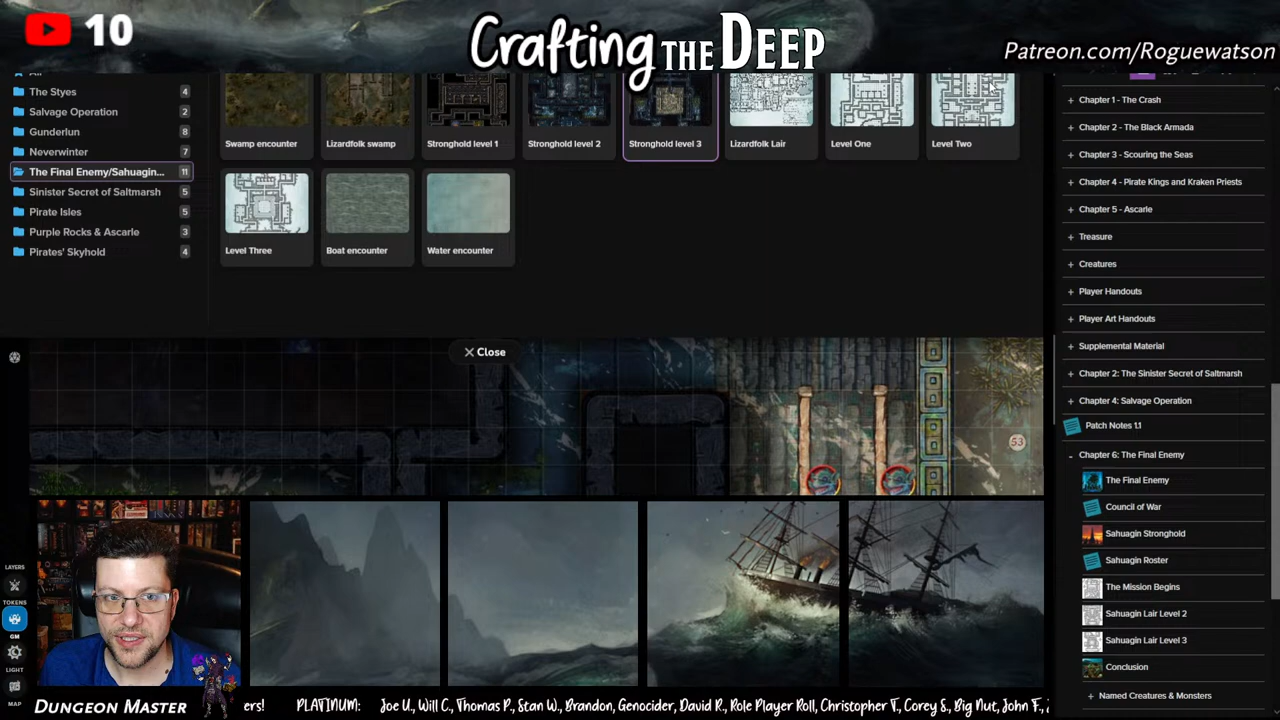 10
Crafting THE DEEP
Patreon.com/Roguewatson
The Styes 4
Salvage Operation 2
Gunderlun 8
Neverwinter 7
The Final Enemy/Sahuagin... 11
Sinister Secret of Saltmarsh 5
Pirate Isles 5
Purple Rocks & Ascarle 3
Pirates' Skyhold 4
Swamp encounter
Lizardfolk swamp
Stronghold level 1
Stronghold level 2
Stronghold level 3
Lizardfolk Lair
Level One
Level Two
Level Three
Boat encounter
Water encounter
Close
53
+ Chapter 1 - The Crash
+ Chapter 2 - The Black Armada
+ Chapter 3 - Scouring the Seas
+ Chapter 4 - Pirate Kings and Kraken Priests
+ Chapter 5 - Ascarle
+ Treasure
+ Creatures
+ Player Handouts
+ Player Art Handouts
+ Supplemental Material
+ Chapter 2: The Sinister Secret of Saltmarsh
+ Chapter 4: Salvage Operation
Patch Notes 1.1
- Chapter 6: The Final Enemy
The Final Enemy
Council of War
Sahuagin Stronghold
Sahuagin Roster
The Mission Begins
Sahuagin Lair Level 2
Sahuagin Lair Level 3
Conclusion
+ Named Creatures & Monsters
LAYERS
TOKENS
GM
LIGHT
MAP
DUNGEON MASTER
ers! PLATINUM: Joe U., Will C., Thomas P., Stan W., Brandon, Genocider, David R., Role Player Roll, Christopher T., Corey S., Big Nut, John F.,